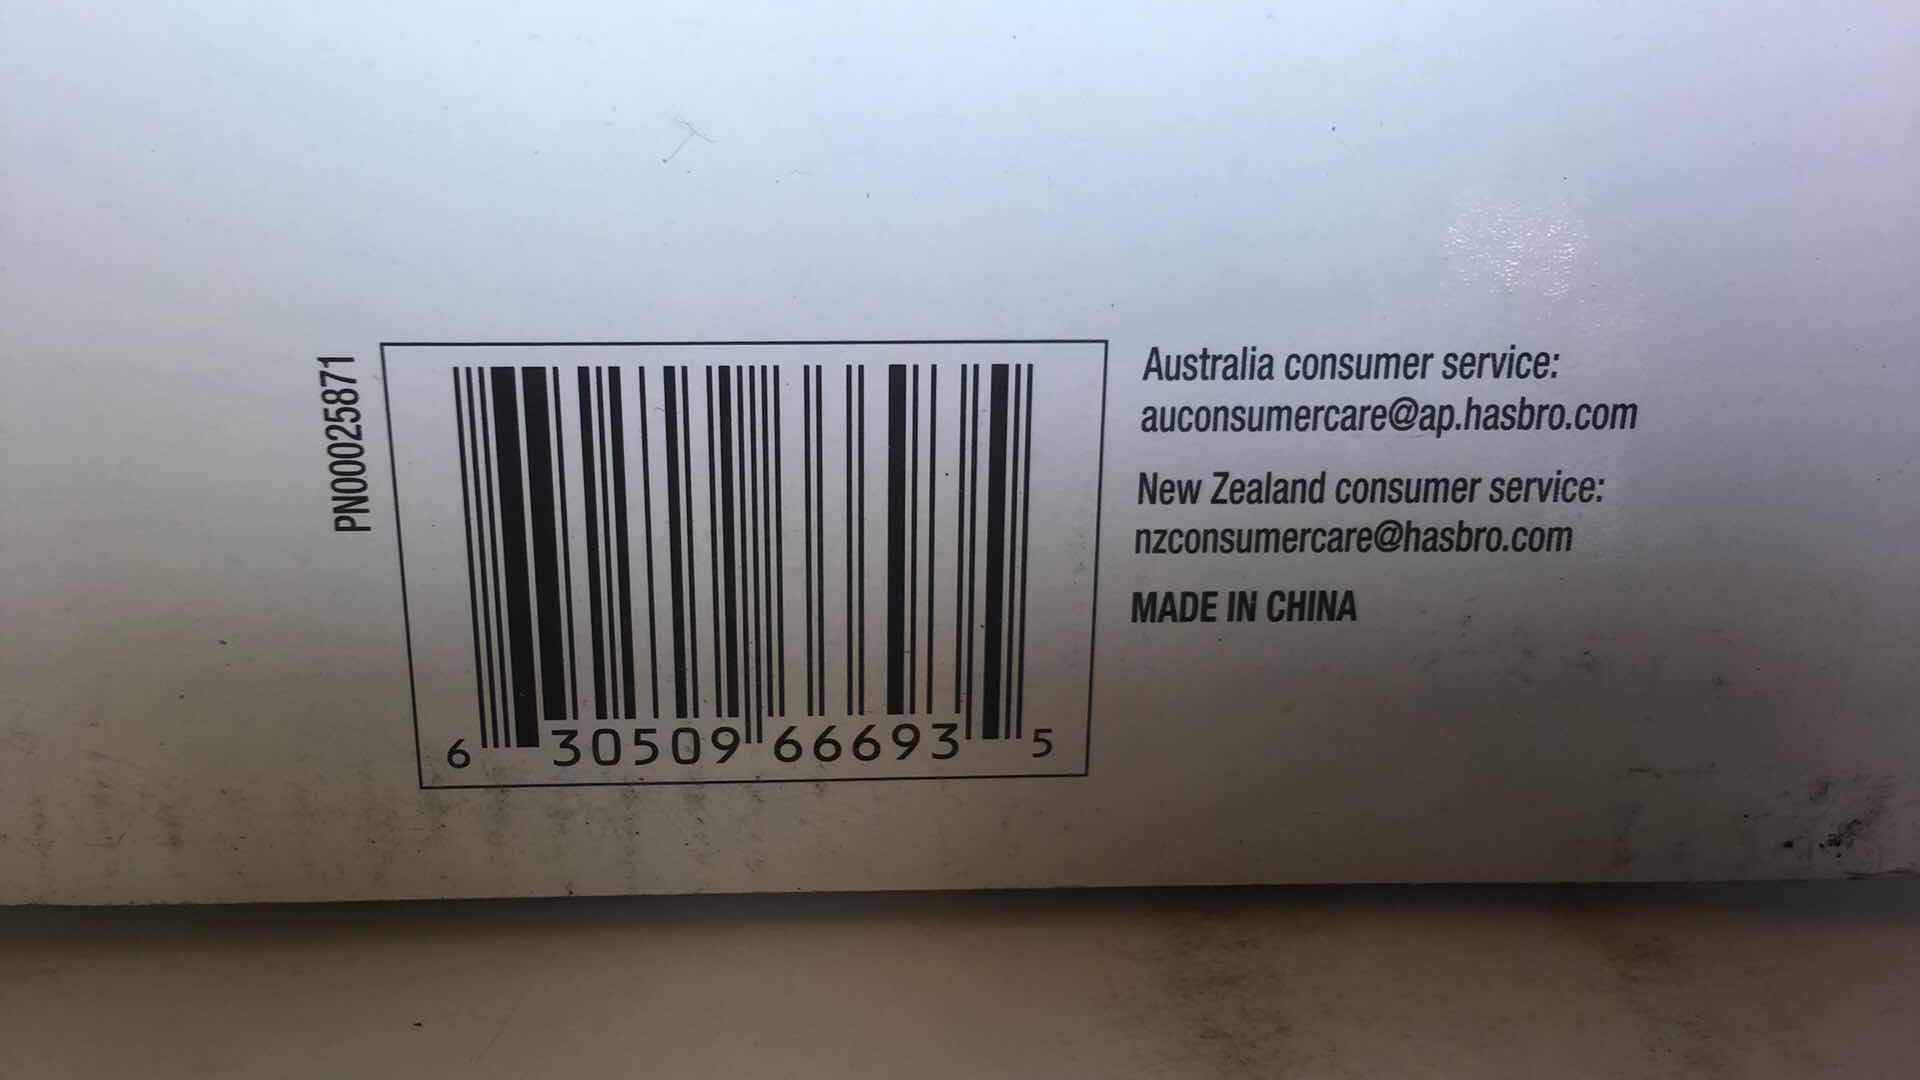 PN00025871
6 30509 66693 5
Australia consumer service:
auconsumercare@ap.hasbro.com
New Zealand consumer service:
nzconsumercare@hasbro.com
MADE IN CHINA